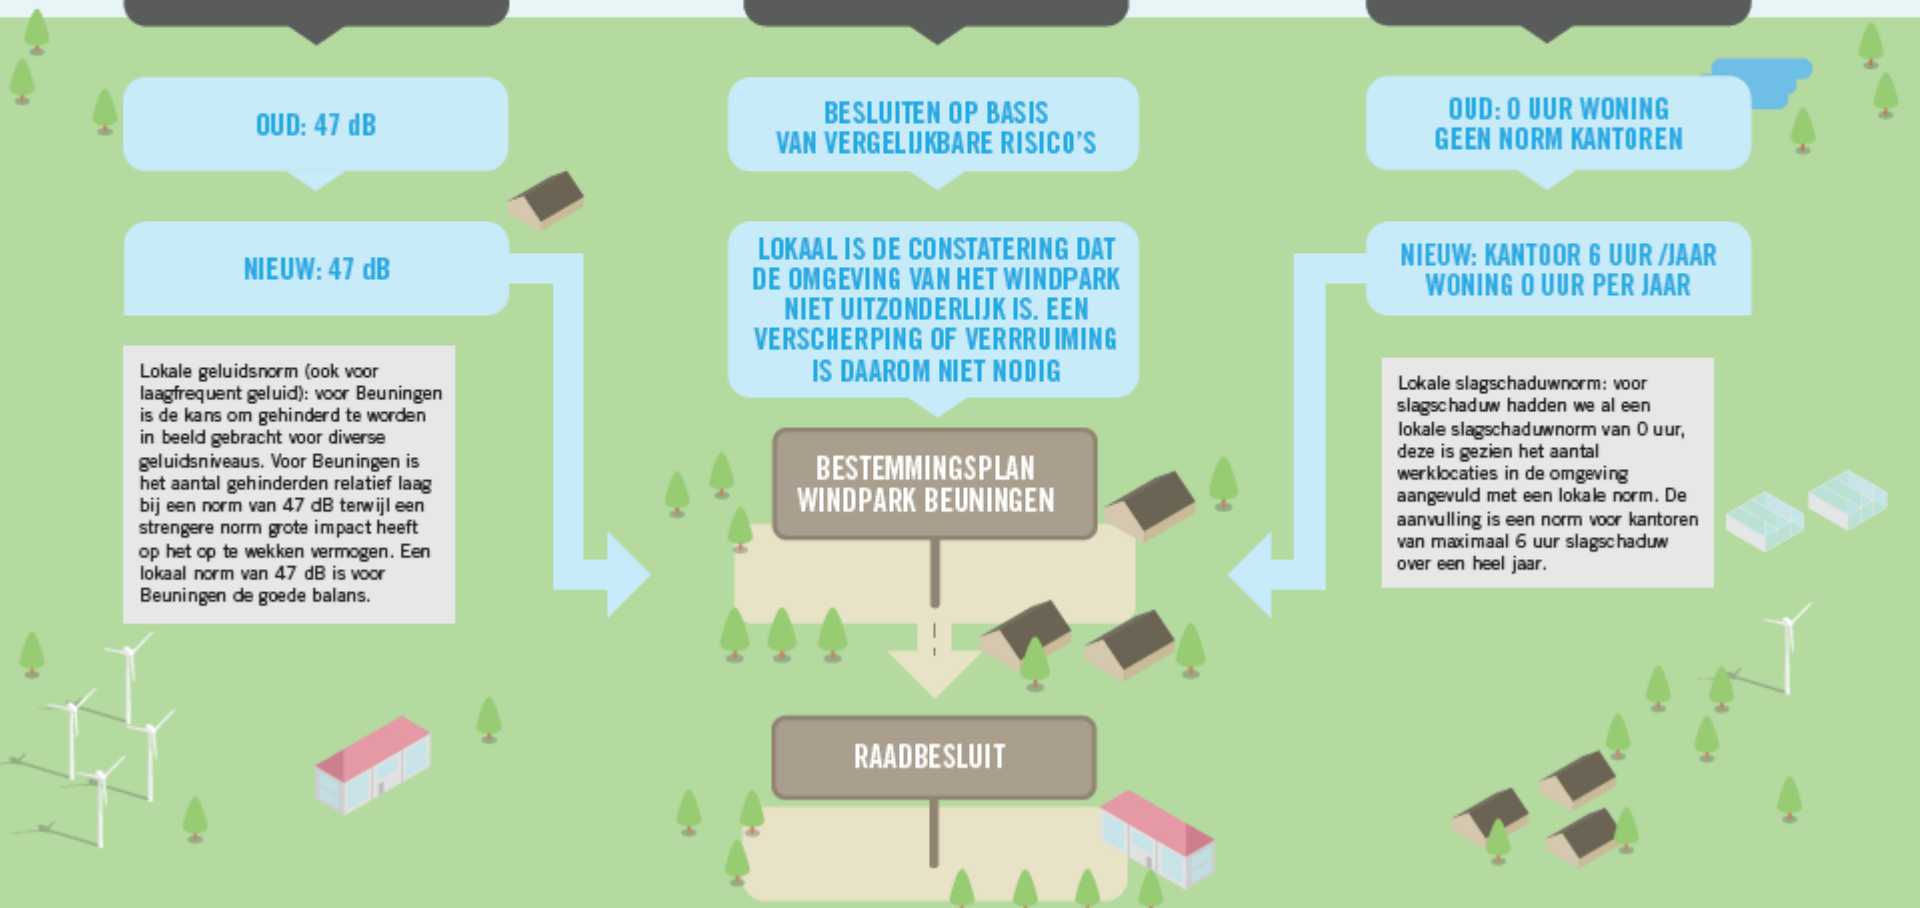 OUD: 47 dB
NIEUW: 47 dB
Lokale geluidsnorm (ook voor
laagfrequent geluid): voor Beuningen
is de kans om gehinderd te worden
in beeld gebracht voor diverse
geluidsniveaus. Voor Beuningen is
het aantal gehinderden relatief laag
bij een norm van 47 dB terwijl een
strengere norm grote impact heeft
op het op te wekken vermogen. Een
lokaal norm van 47 dB is voor
Beuningen de goede balans.
BESLUITEN OP BASIS
VAN VERGELIJKBARE RISICO'S
LOKAAL IS DE CONSTATERING DAT
DE OMGEVING VAN HET WINDPARK
NIET UITZONDERLIJK IS. EEN
VERSCHERPING OF VERRRUIMING
IS DAAROM NIET NODIG
BESTEMMINGSPLAN
WINDPARK BEUNINGEN
RAADBESLUIT
OUD: 0 UUR WONING
GEEN NORM KANTOREN
NIEUW: KANTOOR 6 UUR /JAAR
WONING 0 UUR PER JAAR
Lokale slagschaduwnorm: voor
slagschaduw hadden we al een
lokale slagschaduwnorm van 0 uur,
deze is gezien het aantal
werklocaties in de omgeving
aangevuld met een lokale norm. De
aanvulling is een norm voor kantoren
van maximaal 6 uur slagschaduw
over een heel jaar.